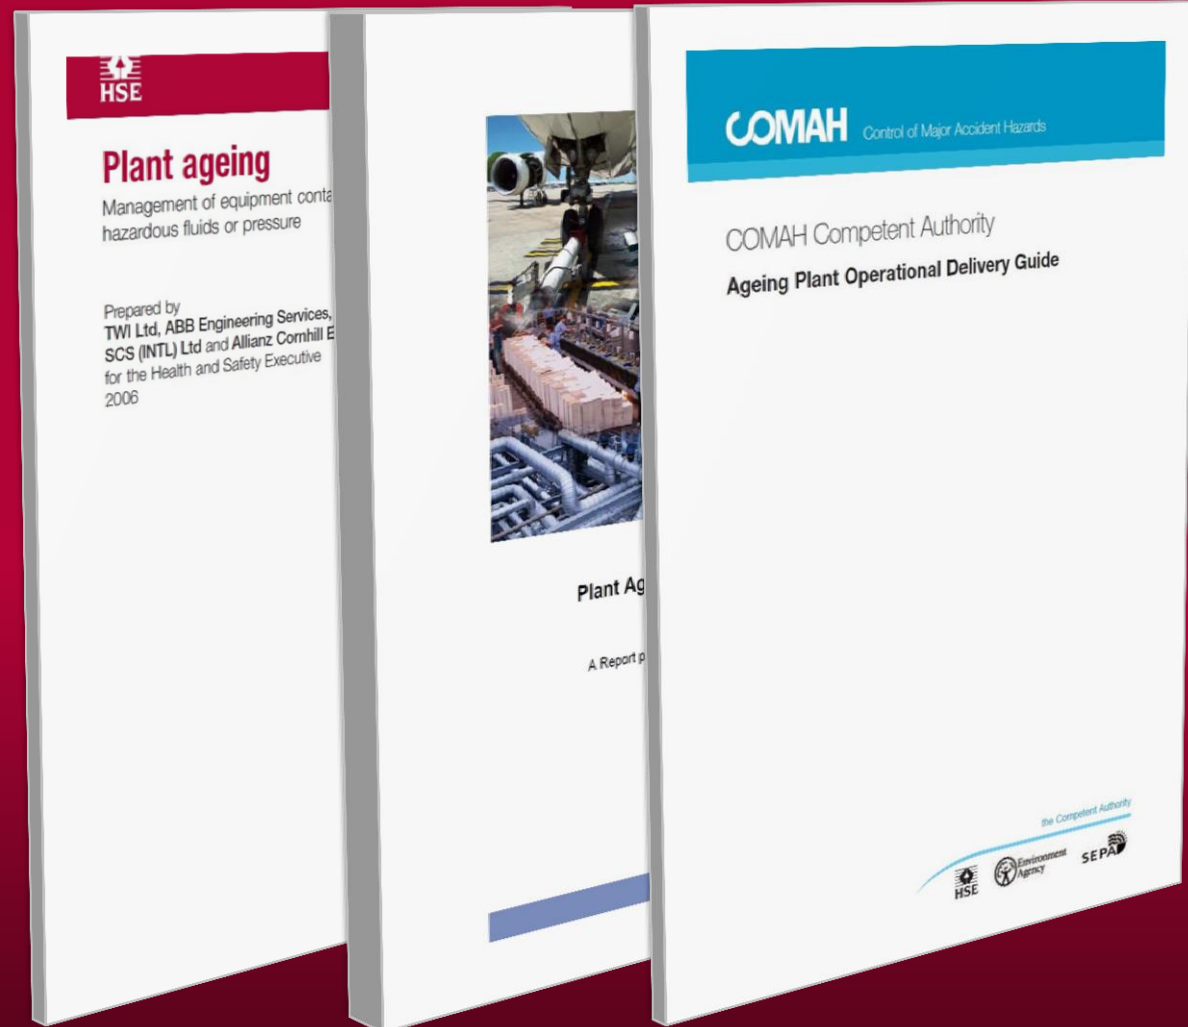 HSE
Plant ageing
Management of equipment conta
hazardous fluids or pressure
Prepared by
TWI Ltd, ABB Engineering Services,
SCS (INTL) Ltd and Allianz Cornhill E
for the Health and Safety Executive
2006
Plant Ag
A Report p
COMAH Control of Major Accident Hazards
COMAH Competent Authority
Ageing Plant Operational Delivery Guide
the Competent Authority
HSE
Environment
Agency
SEPA